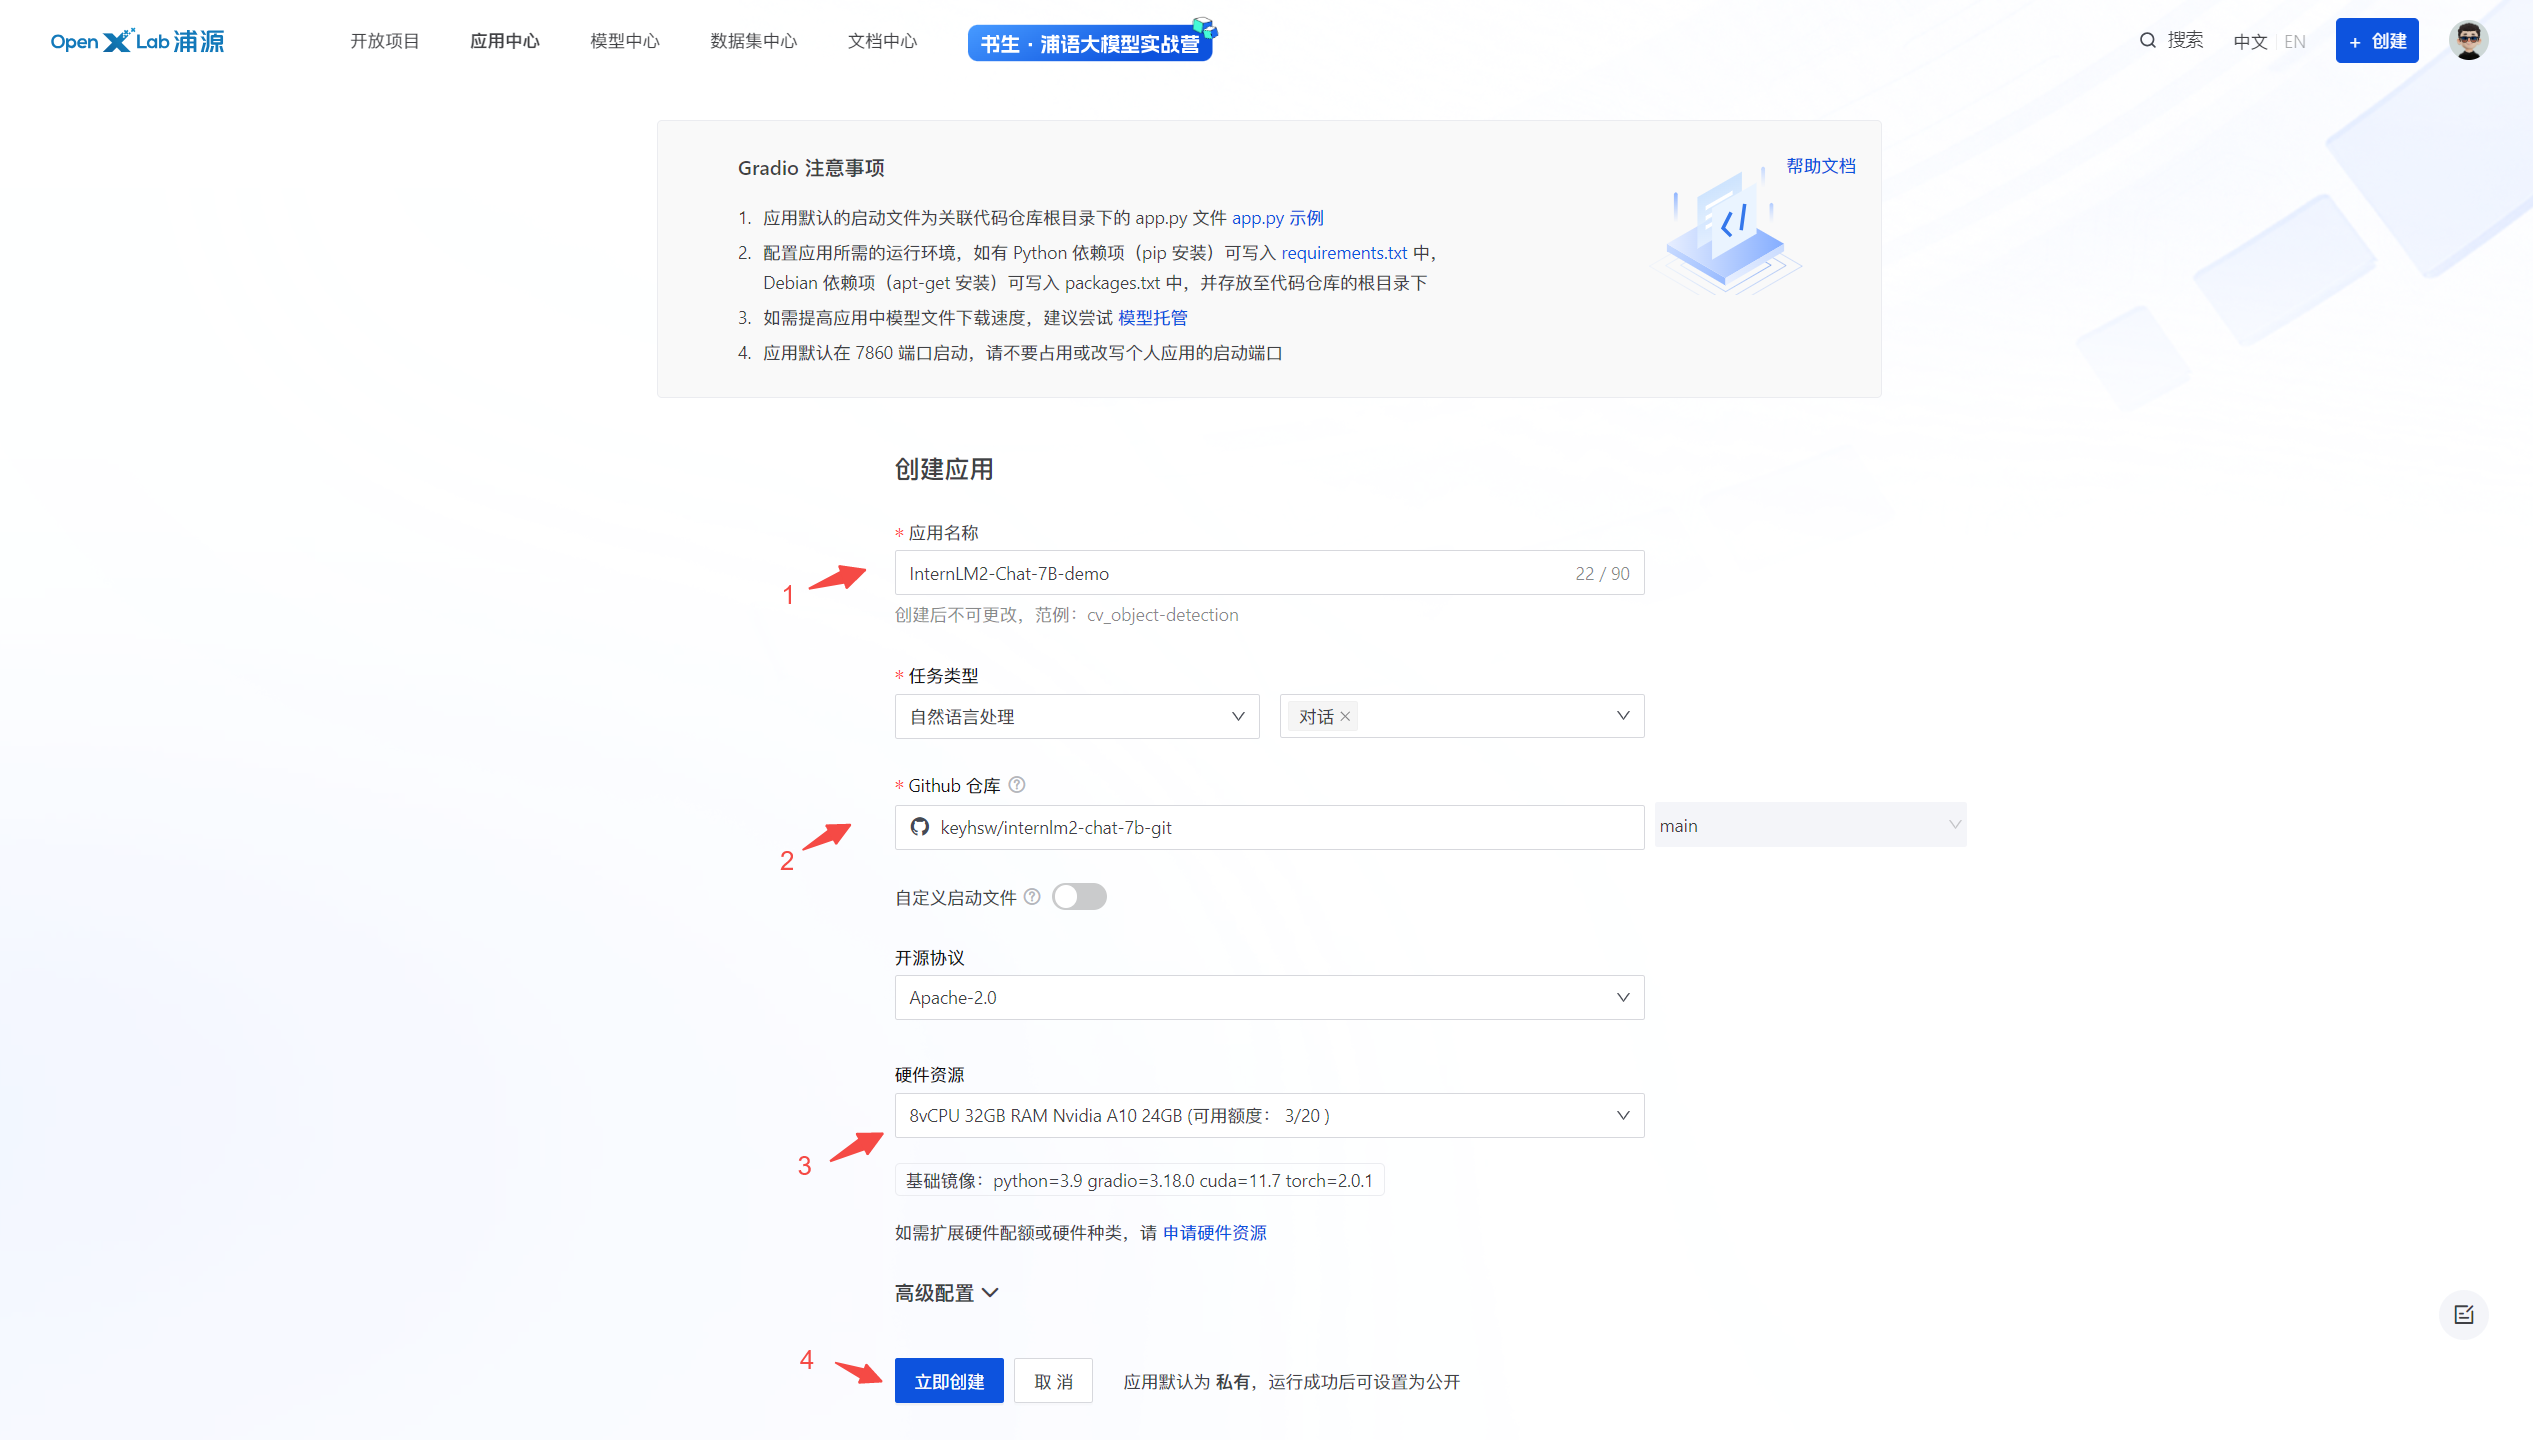 Open X Lab 浦源
开放项目
应用中心
模型中心
数据集中心
文档中心
书生·浦语大模型实战营
搜索
中文 EN
+ 创建
Gradio 注意事项
帮助文档
1. 应用默认的启动文件为关联代码仓库根目录下的 app.py 文件 app.py 示例
2. 配置应用所需的运行环境，如有 Python 依赖项（pip 安装）可写入 requirements.txt 中，
Debian 依赖项（apt-get 安装）可写入 packages.txt 中，并存放至代码仓库的根目录下
3. 如需提高应用中模型文件下载速度，建议尝试 模型托管
4. 应用默认在 7860 端口启动，请不要占用或改写个人应用的启动端口
创建应用
* 应用名称
1
InternLM2-Chat-7B-demo 22 / 90
创建后不可更改，范例：cv_object-detection
* 任务类型
自然语言处理
对话 ×
* Github 仓库
2
keyhsw/internlm2-chat-7b-git
main
自定义启动文件
开源协议
Apache-2.0
硬件资源
8vCPU 32GB RAM Nvidia A10 24GB (可用额度： 3/20 )
3
基础镜像：python=3.9 gradio=3.18.0 cuda=11.7 torch=2.0.1
如需扩展硬件配额或硬件种类，请 申请硬件资源
高级配置
4
立即创建
取 消
应用默认为 私有，运行成功后可设置为公开